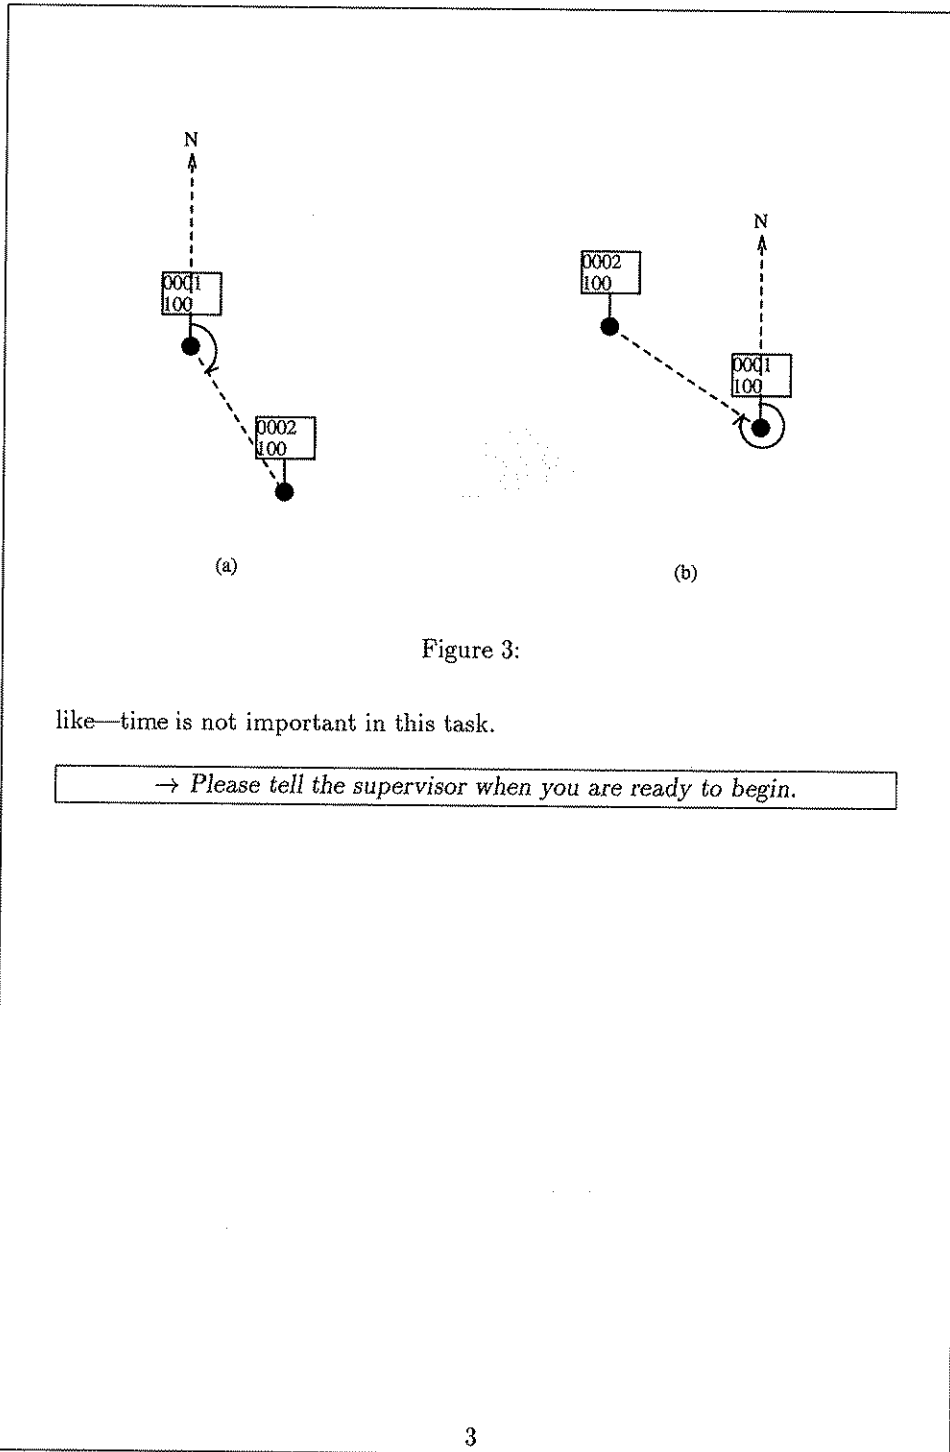 N
0001
100
0002
100
(a)
N
0002
100
0001
100
(b)
Figure 3:
like—time is not important in this task.
→ Please tell the supervisor when you are ready to begin.
3